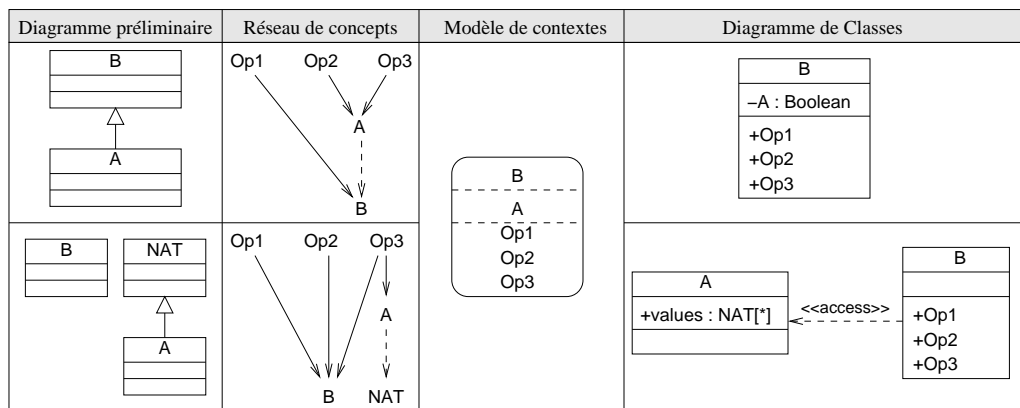 Diagramme préliminaire Réseau de concepts Modèle de contextes Diagramme de Classes
B
A
Op1 Op2 Op3
A
B
B
A
Op1
Op2
Op3
B
–A : Boolean
+Op1
+Op2
+Op3
B NAT
A
Op1 Op2 Op3
A
B NAT
A
+values : NAT[*]
<<access>>
B
+Op1
+Op2
+Op3